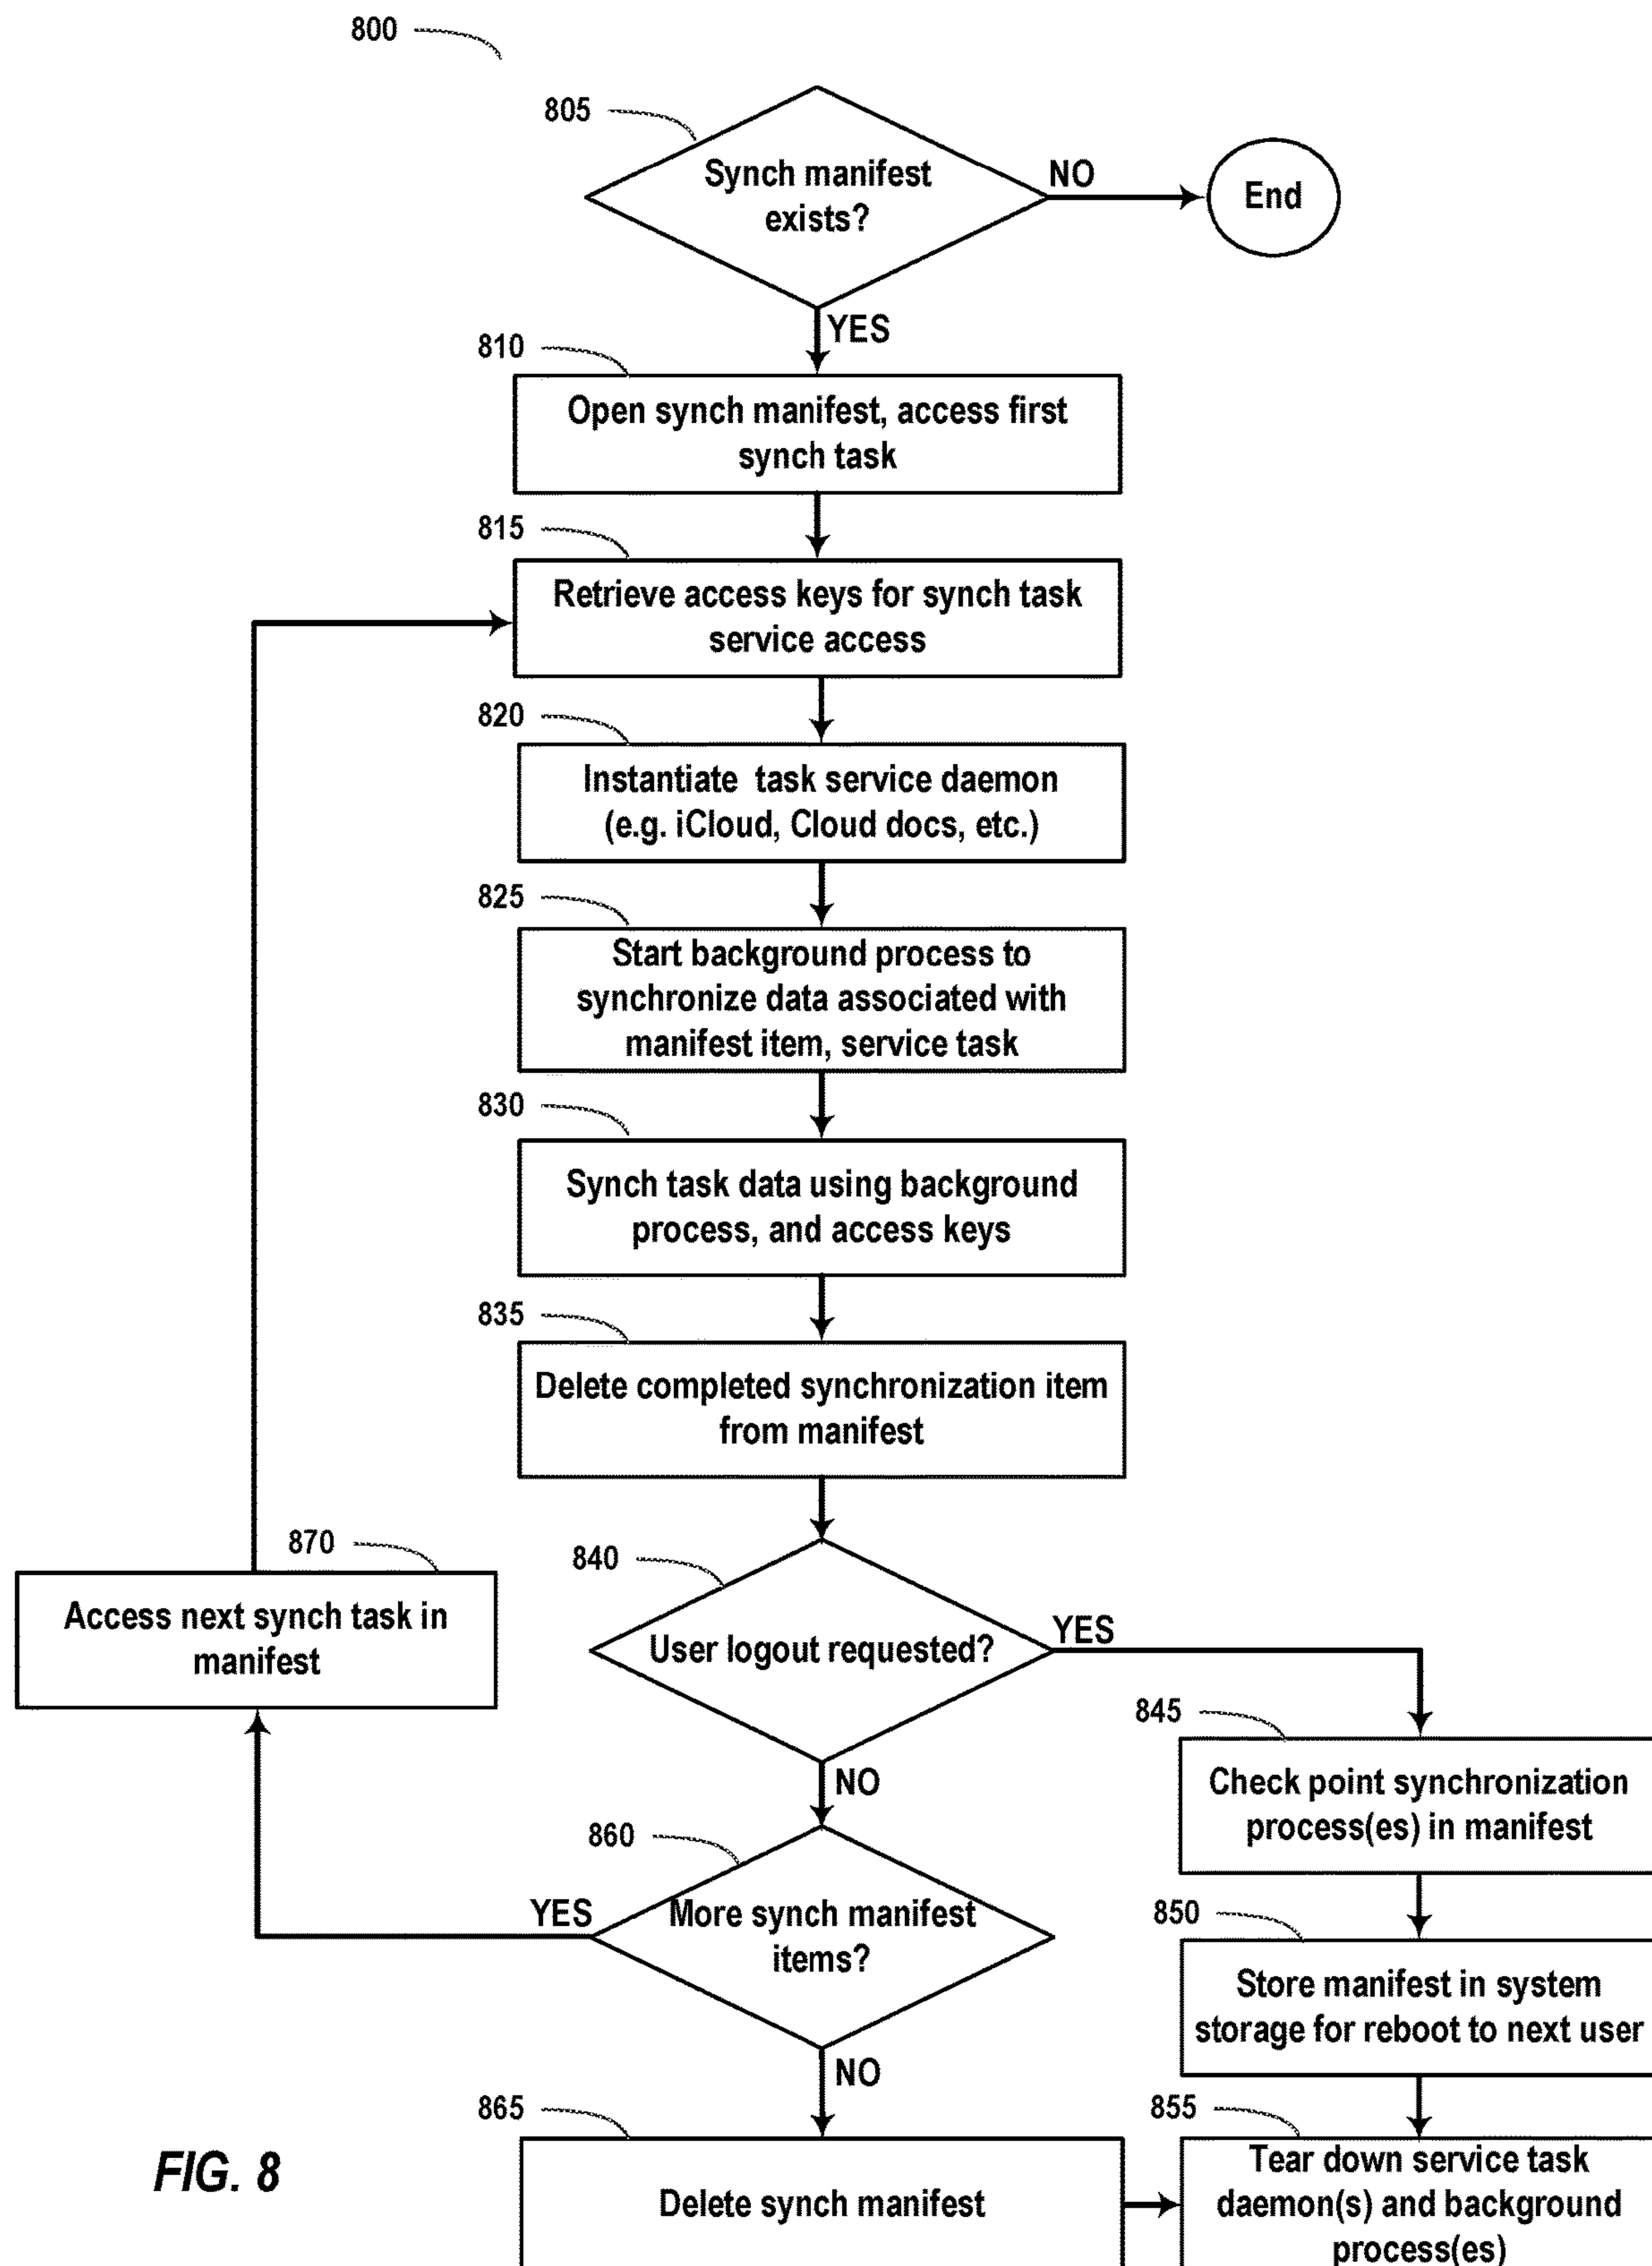 800
805
Synch manifest
exists?
NO
End
YES
810
Open synch manifest, access first
synch task
815
Retrieve access keys for synch task
service access
820
Instantiate task service daemon
(e.g. iCloud, Cloud docs, etc.)
825
Start background process to
synchronize data associated with
manifest item, service task
830
Synch task data using background
process, and access keys
835
Delete completed synchronization item
from manifest
870
Access next synch task in
manifest
840
User logout requested?
YES
NO
845
Check point synchronization
process(es) in manifest
860
More synch manifest
items?
YES
NO
850
Store manifest in system
storage for reboot to next user
865
Delete synch manifest
855
Tear down service task
daemon(s) and background
process(es)
FIG. 8